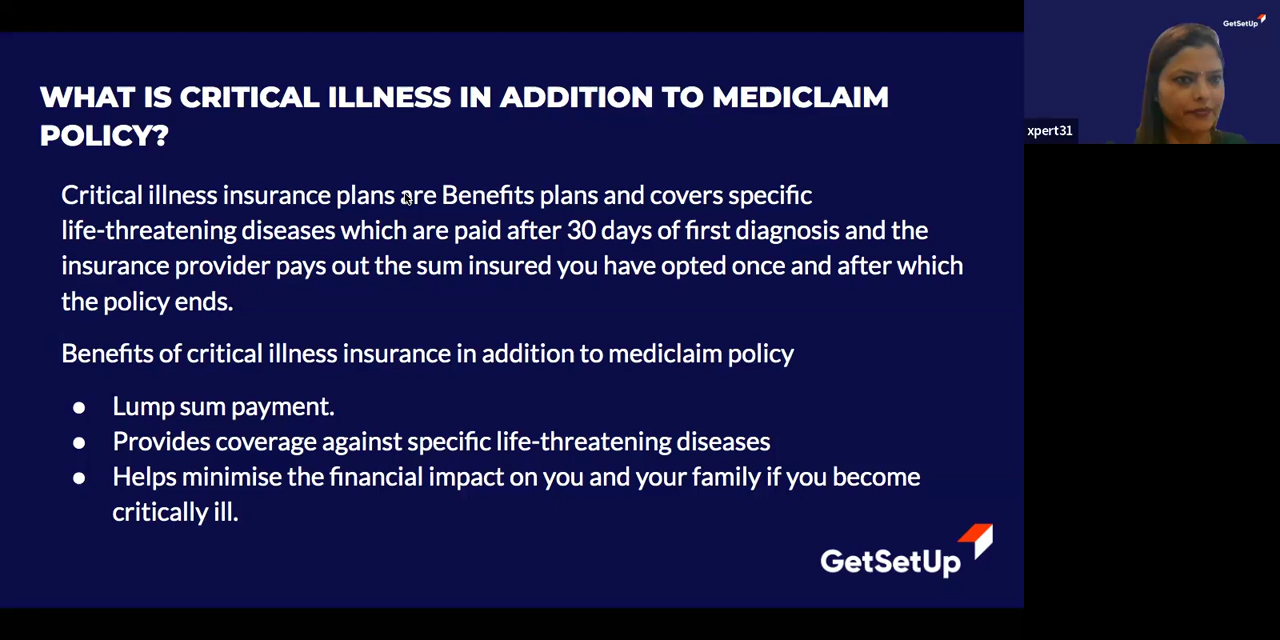 WHAT IS CRITICAL ILLNESS IN ADDITION TO MEDICLAIM
POLICY?
Critical illness insurance plans are Benefits plans and covers specific
life-threatening diseases which are paid after 30 days of first diagnosis and the
insurance provider pays out the sum insured you have opted once and after which
the policy ends.
Benefits of critical illness insurance in addition to mediclaim policy
● Lump sum payment.
● Provides coverage against specific life-threatening diseases
● Helps minimise the financial impact on you and your family if you become
critically ill.
GetSetUp
GetSetUp
xpert31